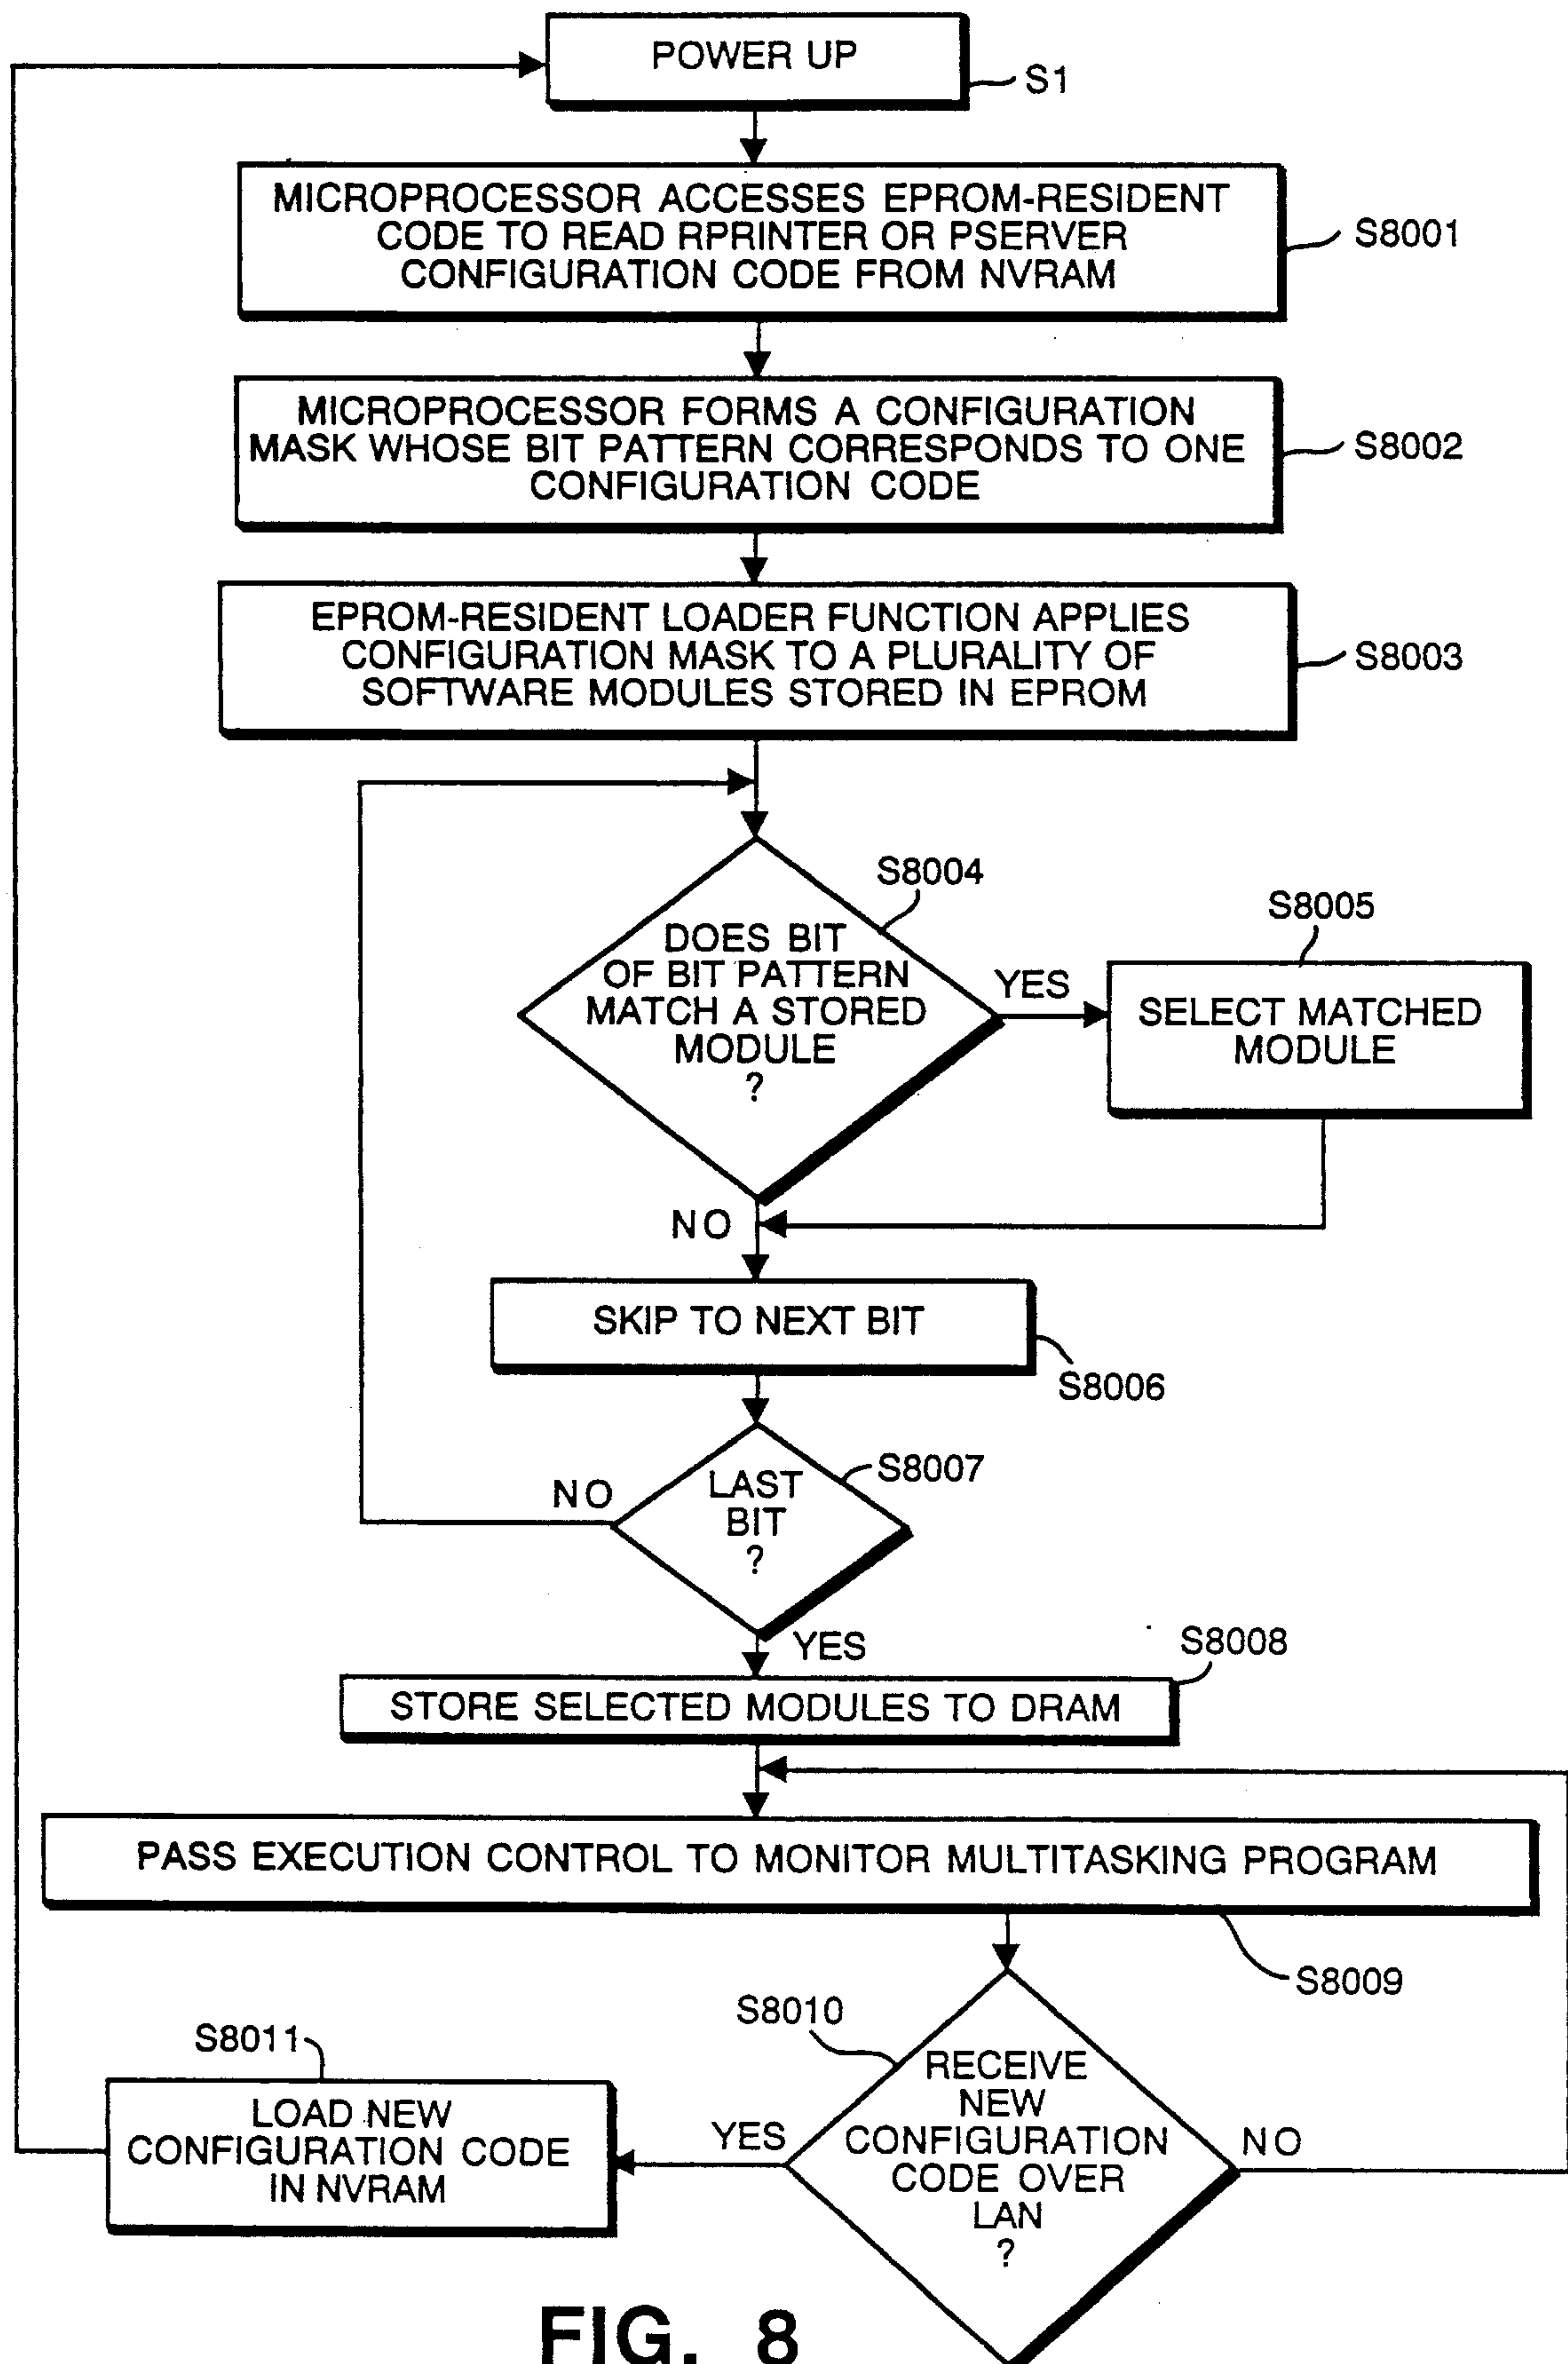 POWER UP
S1
MICROPROCESSOR ACCESSES EPROM-RESIDENT
CODE TO READ RPRINTER OR PSERVER
CONFIGURATION CODE FROM NVRAM
S8001
MICROPROCESSOR FORMS A CONFIGURATION
MASK WHOSE BIT PATTERN CORRESPONDS TO ONE
CONFIGURATION CODE
S8002
EPROM-RESIDENT LOADER FUNCTION APPLIES
CONFIGURATION MASK TO A PLURALITY OF
SOFTWARE MODULES STORED IN EPROM
S8003
S8004
DOES BIT
OF BIT PATTERN
MATCH A STORED
MODULE
?
YES
S8005
SELECT MATCHED
MODULE
NO
SKIP TO NEXT BIT
S8006
S8007
LAST
BIT
?
NO
YES
S8008
STORE SELECTED MODULES TO DRAM
PASS EXECUTION CONTROL TO MONITOR MULTITASKING PROGRAM
S8009
S8010
RECEIVE
NEW
CONFIGURATION
CODE OVER
LAN
?
YES
NO
S8011
LOAD NEW
CONFIGURATION CODE
IN NVRAM
FIG. 8